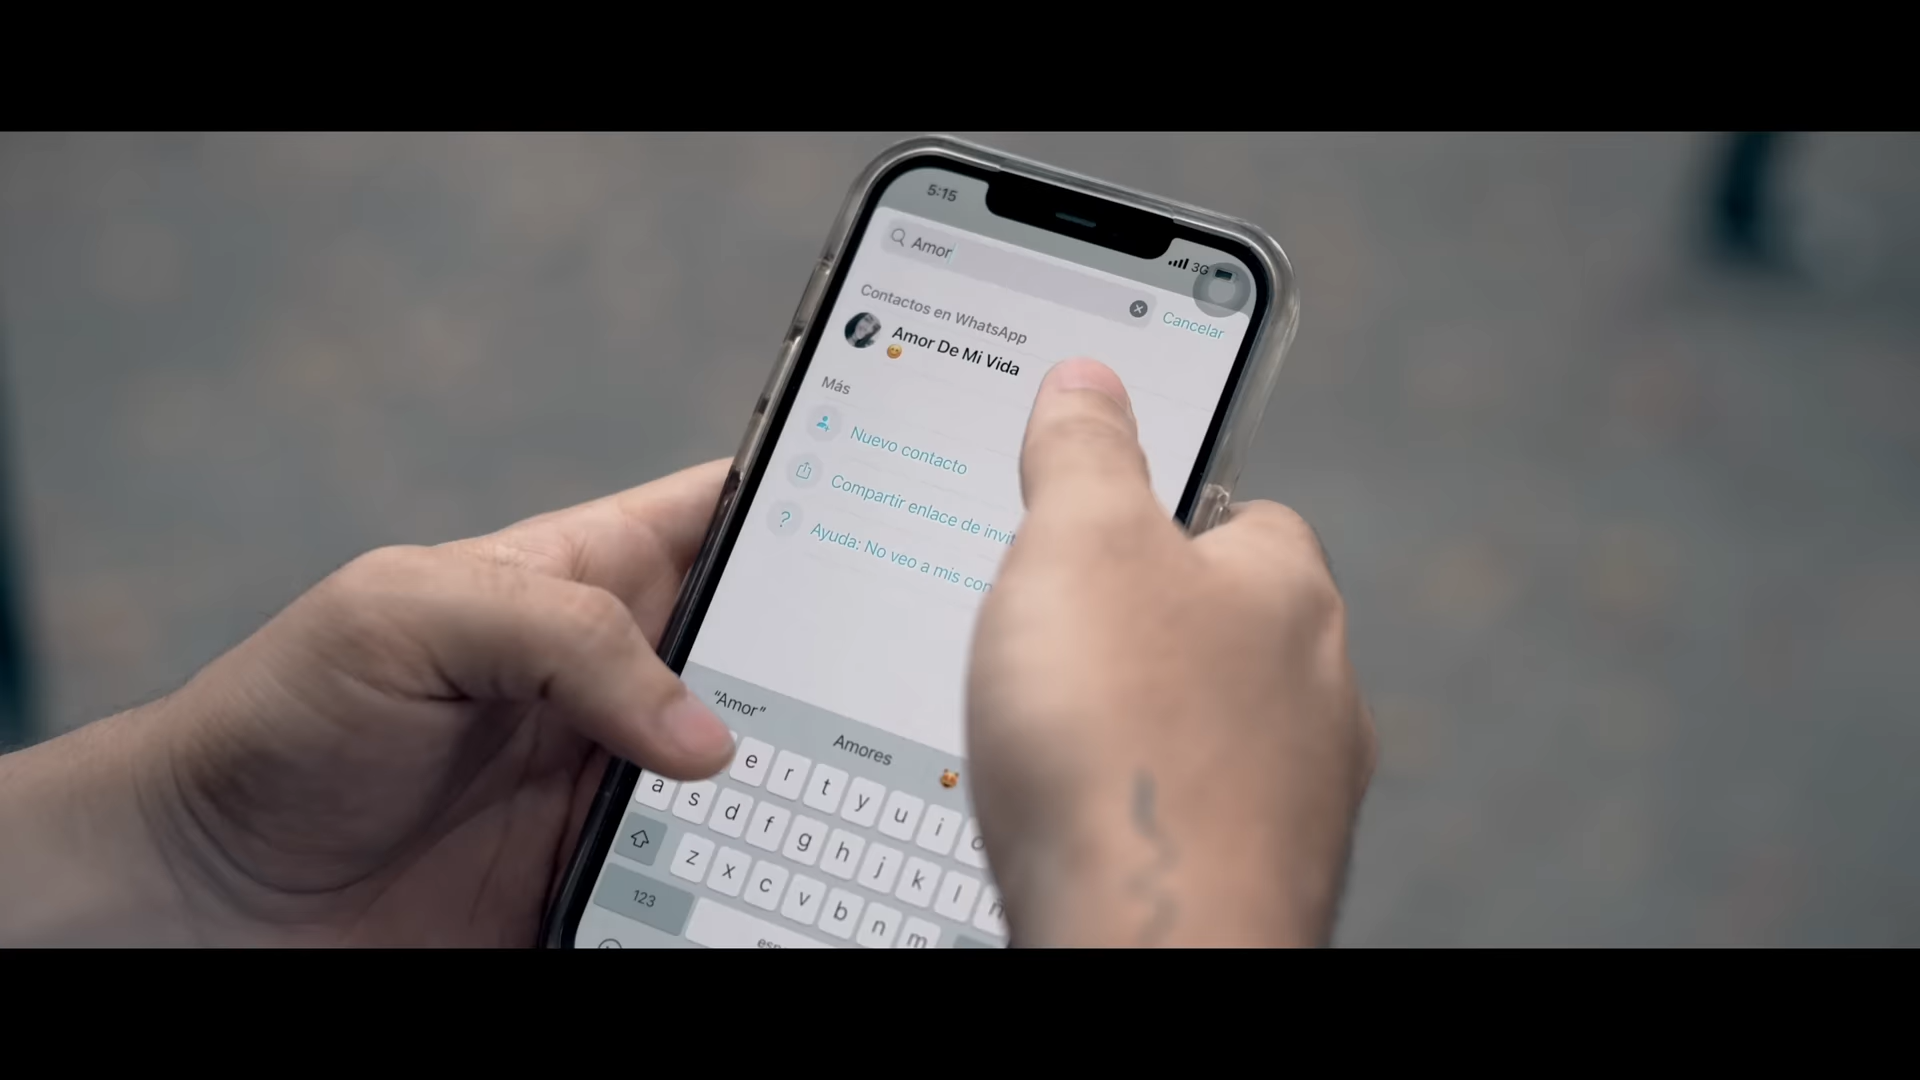 5:15
3G
Amor
Cancelar
Contactos en WhatsApp
Amor De Mi Vida
😊
Más
Nuevo contacto
Compartir enlace de invit
?
Ayuda: No veo a mis con
"Amor"
Amores
😻
e r t y u i o
a s d f g h j k l ñ
z x c v b n m
123
esp